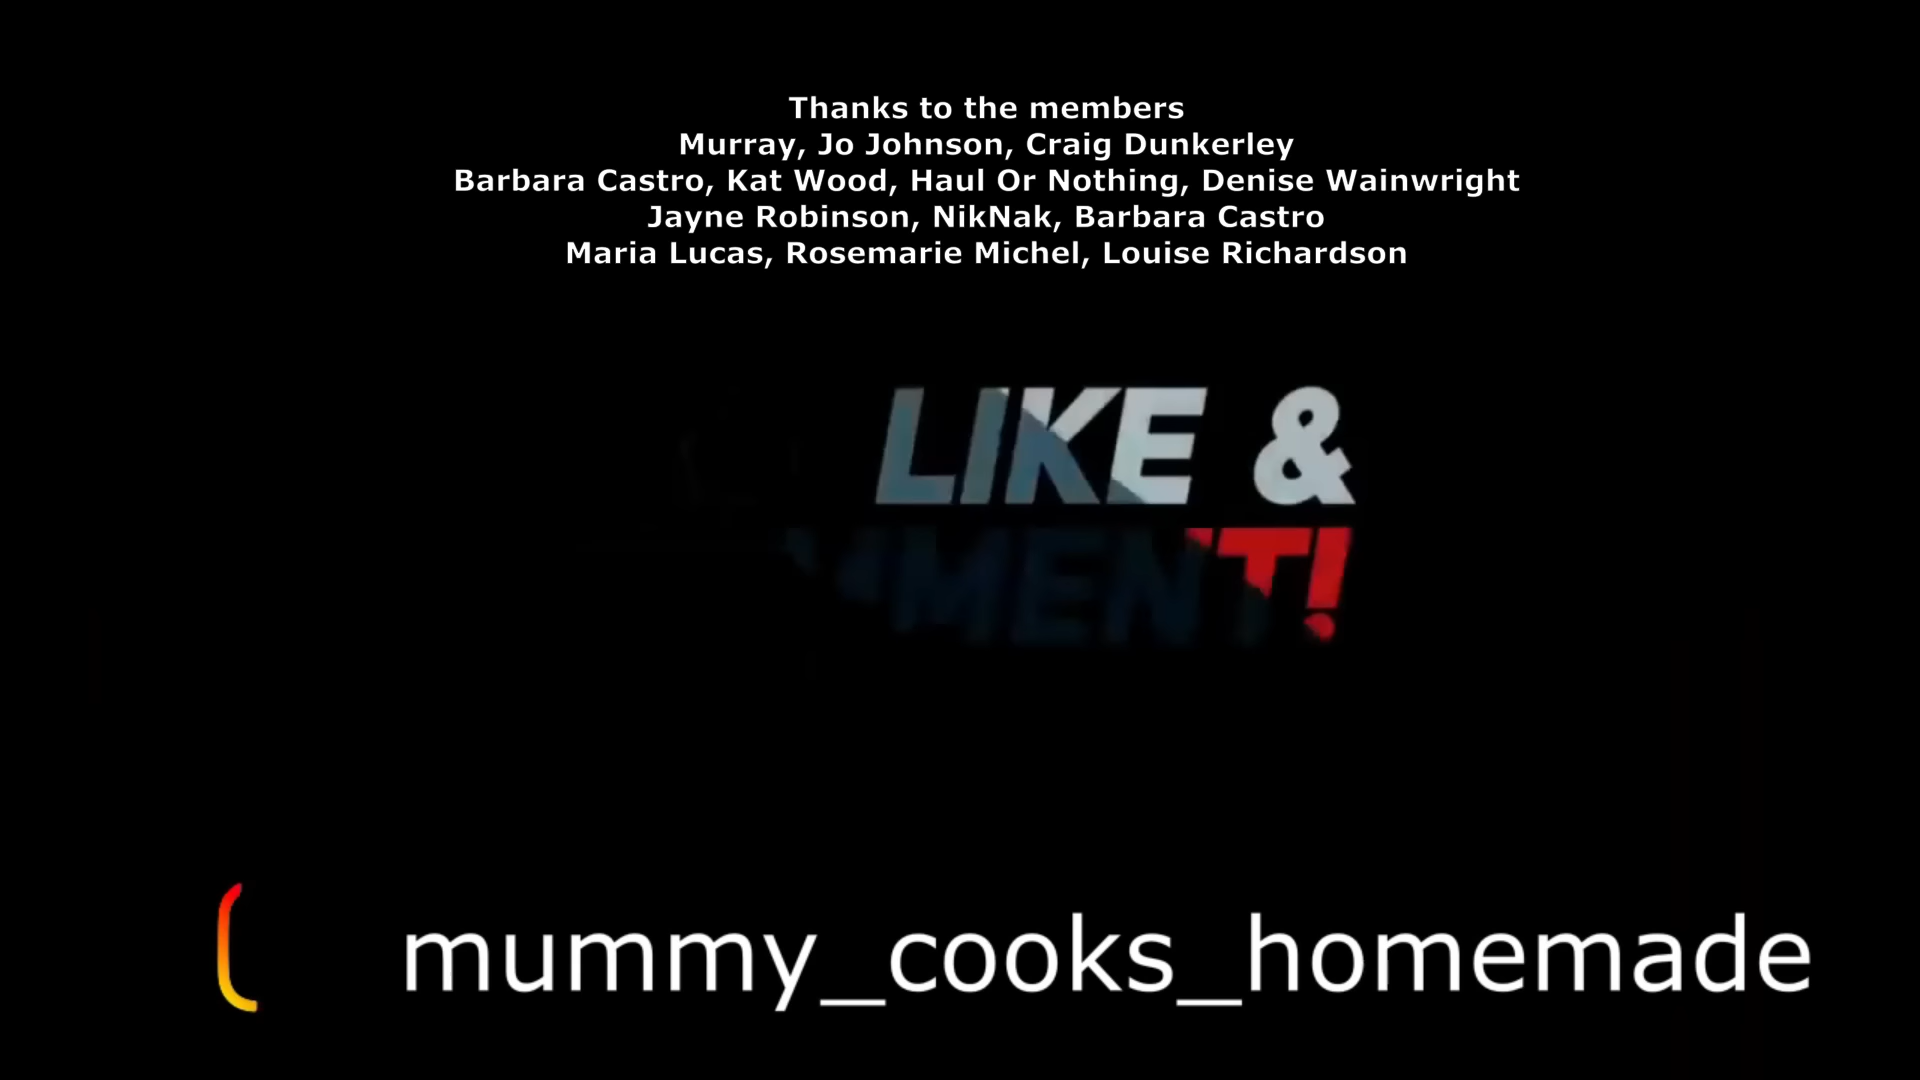 Thanks to the members
Murray, Jo Johnson, Craig Dunkerley
Barbara Castro, Kat Wood, Haul Or Nothing, Denise Wainwright
Jayne Robinson, NikNak, Barbara Castro
Maria Lucas, Rosemarie Michel, Louise Richardson
LIKE &
MENT!
mummy_cooks_homemade